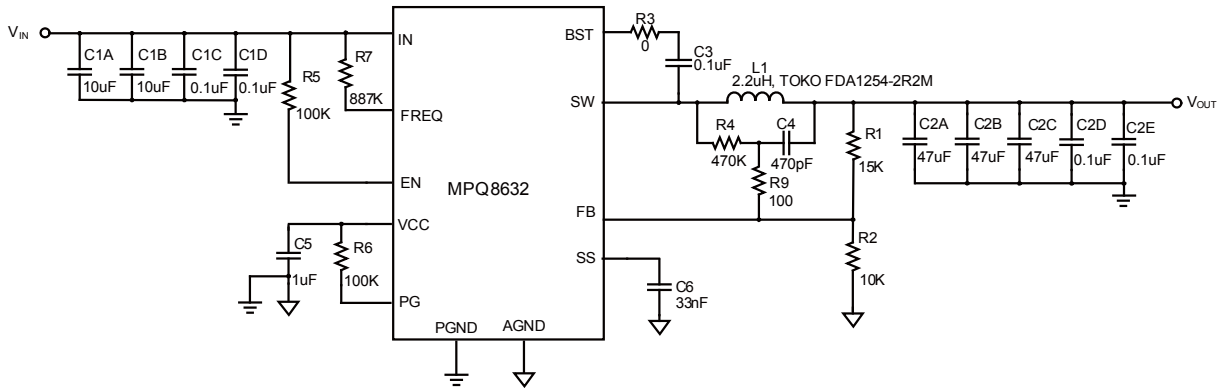 V_IN
C1A
10uF
C1B
10uF
C1C
0.1uF
C1D
0.1uF
R5
100K
R7
887K
IN
FREQ
EN
VCC
PG
PGND
AGND
MPQ8632
BST
SW
FB
SS
C5
1uF
R6
100K
R3
0
C3
0.1uF
L1
2.2uH, TOKO FDA1254-2R2M
R4
470K
C4
470pF
R9
100
R1
15K
R2
10K
C6
33nF
C2A
47uF
C2B
47uF
C2C
47uF
C2D
0.1uF
C2E
0.1uF
V_OUT